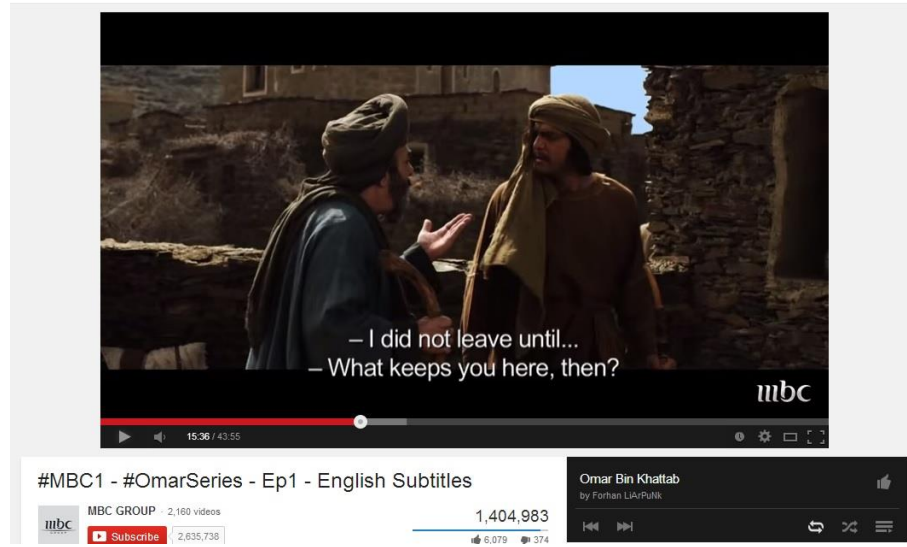 – I did not leave until...
– What keeps you here, then?
mbc
15:36 / 43:55
#MBC1 - #OmarSeries - Ep1 - English Subtitles
mbc
MBC GROUP · 2,160 videos
Subscribe 2,635,738
1,404,983
6,079 374
Omar Bin Khattab
by Forhan LiArPuNk